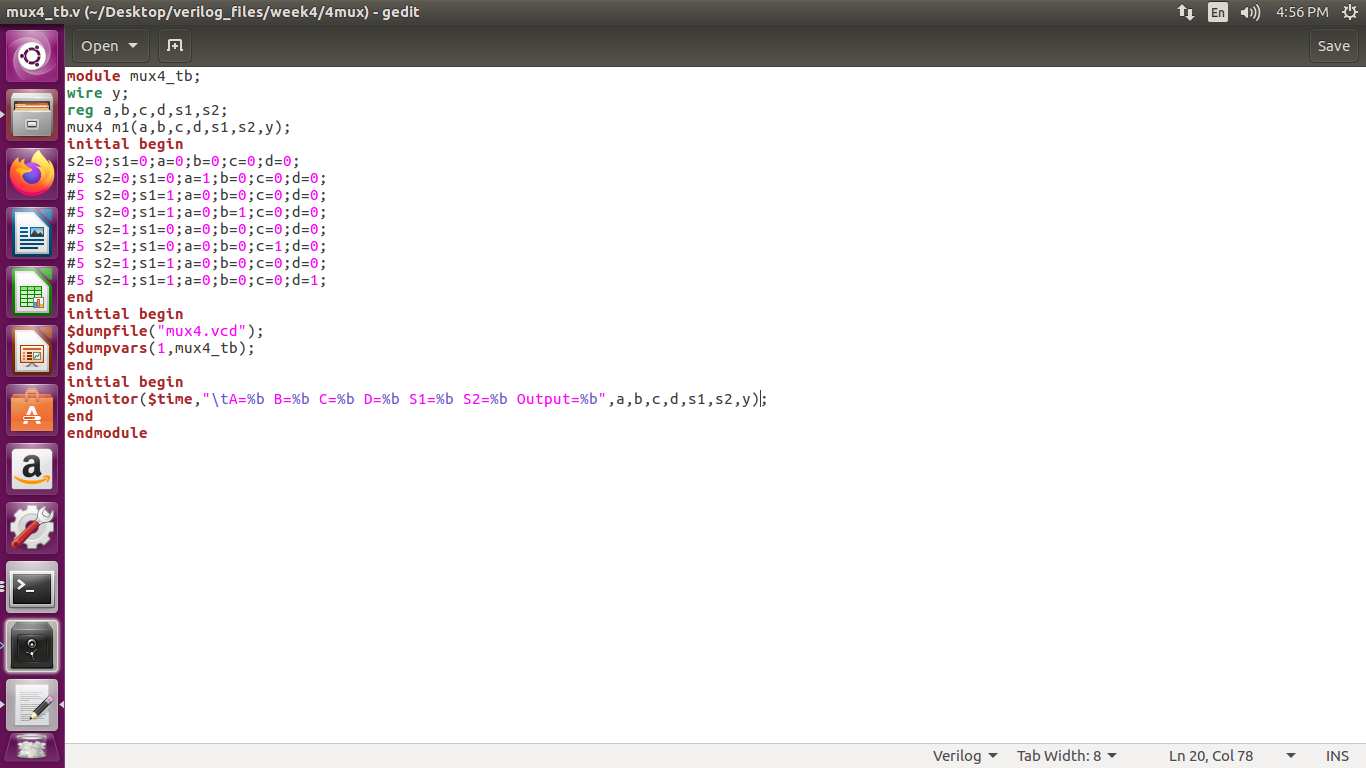 mux4_tb.v (~/Desktop/verilog_files/week4/4mux) - gedit
En
4:56 PM
Open
Save
module mux4_tb;
wire y;
reg a,b,c,d,s1,s2;
mux4 m1(a,b,c,d,s1,s2,y);
initial begin
s2=0;s1=0;a=0;b=0;c=0;d=0;
#5 s2=0;s1=0;a=1;b=0;c=0;d=0;
#5 s2=0;s1=1;a=0;b=0;c=0;d=0;
#5 s2=0;s1=1;a=0;b=1;c=0;d=0;
#5 s2=1;s1=0;a=0;b=0;c=0;d=0;
#5 s2=1;s1=0;a=0;b=0;c=1;d=0;
#5 s2=1;s1=1;a=0;b=0;c=0;d=0;
#5 s2=1;s1=1;a=0;b=0;c=0;d=1;
end
initial begin
$dumpfile("mux4.vcd");
$dumpvars(1,mux4_tb);
end
initial begin
$monitor($time,"\tA=%b B=%b C=%b D=%b S1=%b S2=%b Output=%b",a,b,c,d,s1,s2,y);
end
endmodule
Verilog
Tab Width: 8
Ln 20, Col 78
INS